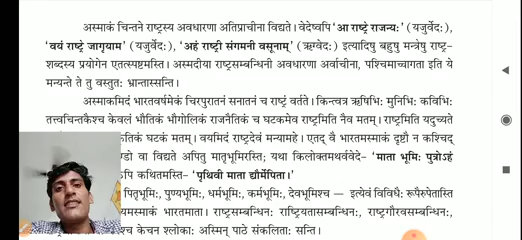 अस्माकं चिन्तने राष्ट्रस्य अवधारणा अतिप्राचीना विद्यते। वेदेष्वपि 'आ राष्ट्रं राजन्यः' (यजुर्वेदः),
'वयं राष्ट्रं जागृयाम' (यजुर्वेदः), 'अहं राष्ट्री संगमनी वसूनाम्' (ऋग्वेदः) इत्यादिषु बहुषु मन्त्रेषु राष्ट्र–
शब्दस्य प्रयोगेन एतत्स्पष्टमस्ति। अस्मदीया राष्ट्रसम्बन्धिनी अवधारणा अर्वाचीना, पश्चिमाच्चागता इति ये
मन्यन्ते ते तु वस्तुतः भ्रान्तास्सन्ति।
अस्माकमिदं भारतवर्षमेकं चिरपुरातनं सनातनं च राष्ट्रं वर्तते। किन्त्वत्र ऋषिभिः मुनिभिः कविभिः
तत्त्वचिन्तकैश्च केवलं भौतिकं भौगोलिकं राजनैतिकं च घटकमेव राष्ट्रमिति नैव मतम्। राष्ट्रमिति यदुच्यते
घटकं मतम्। वयमिदं राष्ट्रदेवं मन्यामहे। एतद् वै भारतमस्माकं दृष्टौ न कश्चिद्
वा विद्यते अपितु मातृभूमिरस्ति; यथा किलोक्तमथर्ववेदे– 'माता भूमिः पुत्रोऽहं
कथितमस्ति– 'पृथिवी माता द्यौर्मेपिता।'
पितृभूमिः, पुण्यभूमिः, धर्मभूमिः, कर्मभूमिः, देवभूमिश्च — इत्येवं विविधैः रूपैरुपेतास्ति
अस्माकं भारतमाता। राष्ट्रसम्बन्धिनः, राष्ट्रियतासम्बन्धिनः, राष्ट्रगौरवसम्बन्धिनः,
केचन श्लोकाः अस्मिन् पाठे संकलिताः सन्ति।